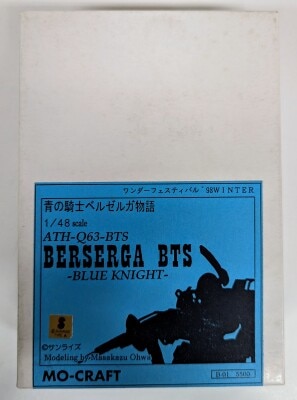 ワンダーフェスティバル '98WINTER
青の騎士ベルゼルガ物語
1/48 scale
ATH-Q63-BTS
BERSERGA BTS
-BLUE KNIGHT-
©サンライズ
Modeling by Masakazu Ohwa
MO-CRAFT